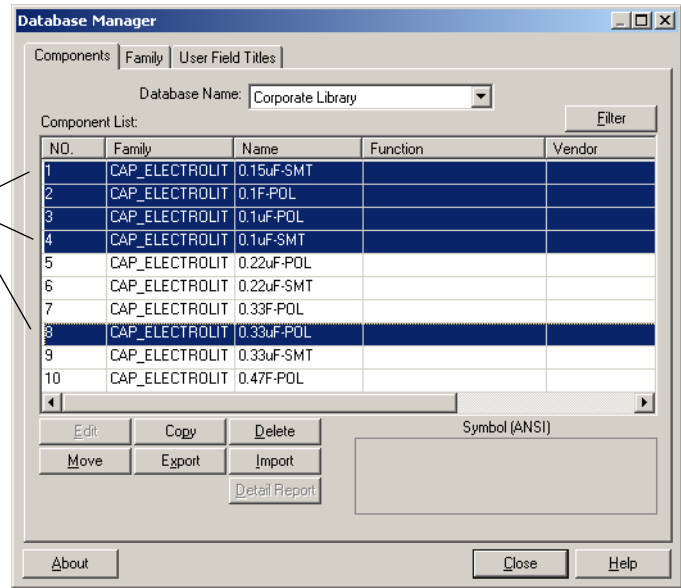 Database Manager
Components Family User Field Titles
Database Name: Corporate Library
Filter
Component List:
NO. Family Name Function Vendor
1 CAP_ELECTROLIT 0.15uF-SMT
2 CAP_ELECTROLIT 0.1F-POL
3 CAP_ELECTROLIT 0.1uF-POL
4 CAP_ELECTROLIT 0.1uF-SMT
5 CAP_ELECTROLIT 0.22uF-POL
6 CAP_ELECTROLIT 0.22uF-SMT
7 CAP_ELECTROLIT 0.33F-POL
8 CAP_ELECTROLIT 0.33uF-POL
9 CAP_ELECTROLIT 0.33uF-SMT
10 CAP_ELECTROLIT 0.47F-POL
Edit Copy Delete Symbol (ANSI)
Move Export Import
Detail Report
About Close Help